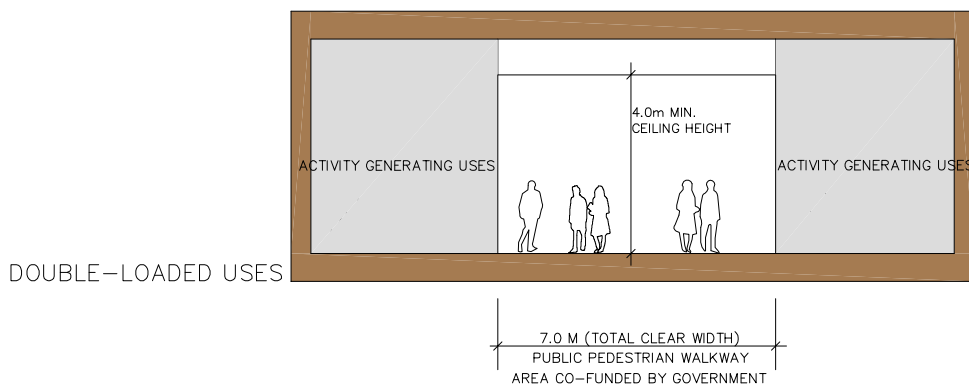 4.0m MIN.
CEILING HEIGHT
ACTIVITY GENERATING USES
ACTIVITY GENERATING USES
DOUBLE-LOADED USES
7.0 M (TOTAL CLEAR WIDTH)
PUBLIC PEDESTRIAN WALKWAY
AREA CO-FUNDED BY GOVERNMENT